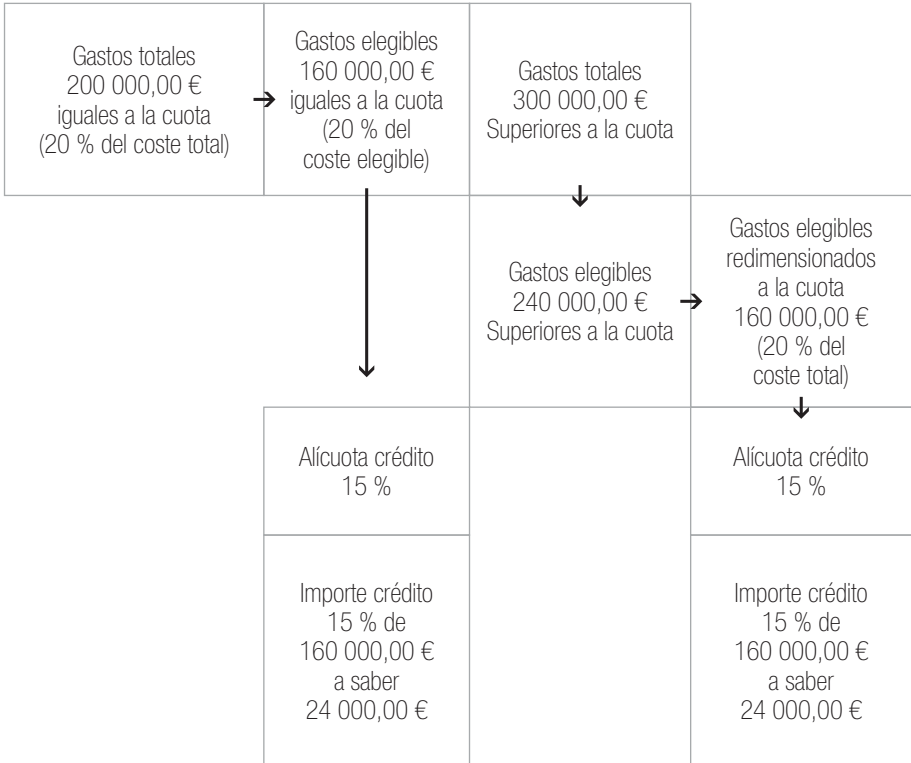 Gastos totales
200 000,00 €
iguales a la cuota
(20 % del coste total)
Gastos elegibles
160 000,00 €
iguales a la cuota
(20 % del
coste elegible)
Gastos totales
300 000,00 €
Superiores a la cuota
Gastos elegibles
240 000,00 €
Superiores a la cuota
Gastos elegibles
redimensionados
a la cuota
160 000,00 €
(20 % del
coste total)
Alícuota crédito
15 %
Alícuota crédito
15 %
Importe crédito
15 % de
160 000,00 €
a saber
24 000,00 €
Importe crédito
15 % de
160 000,00 €
a saber
24 000,00 €